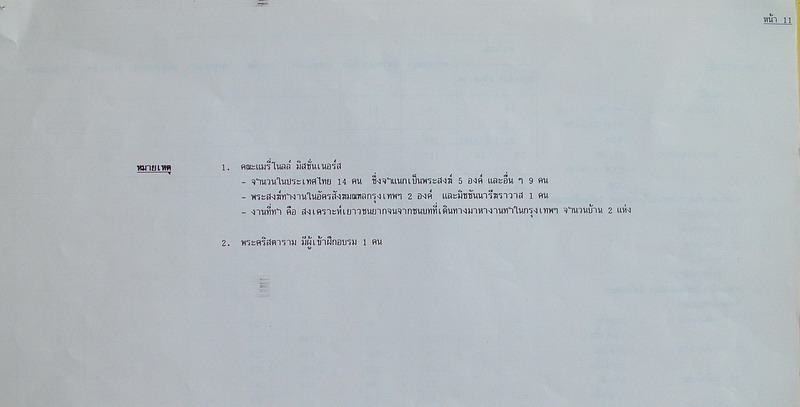 หน้า 11
หมายเหตุ 1. คณะแมรี่โนลล์ มิสชั่นเนอร์ส
- จำนวนในประเทศไทย 14 คน ซึ่งจำแนกเป็นพระสงฆ์ 5 องค์ และอื่น ๆ 9 คน
- พระสงฆ์ทำงานในอัครสังฆมณฑลกรุงเทพฯ 2 องค์ และมิชชันนารีฆราวาส 1 คน
- งานที่ทำ คือ สงเคราะห์เยาวชนยากจนจากชนบทที่เดินทางมาหางานทำในกรุงเทพฯ จำนวนบ้าน 2 แห่ง
2. พระคริสตาราม มีผู้เข้าฝึกอบรม 1 คน